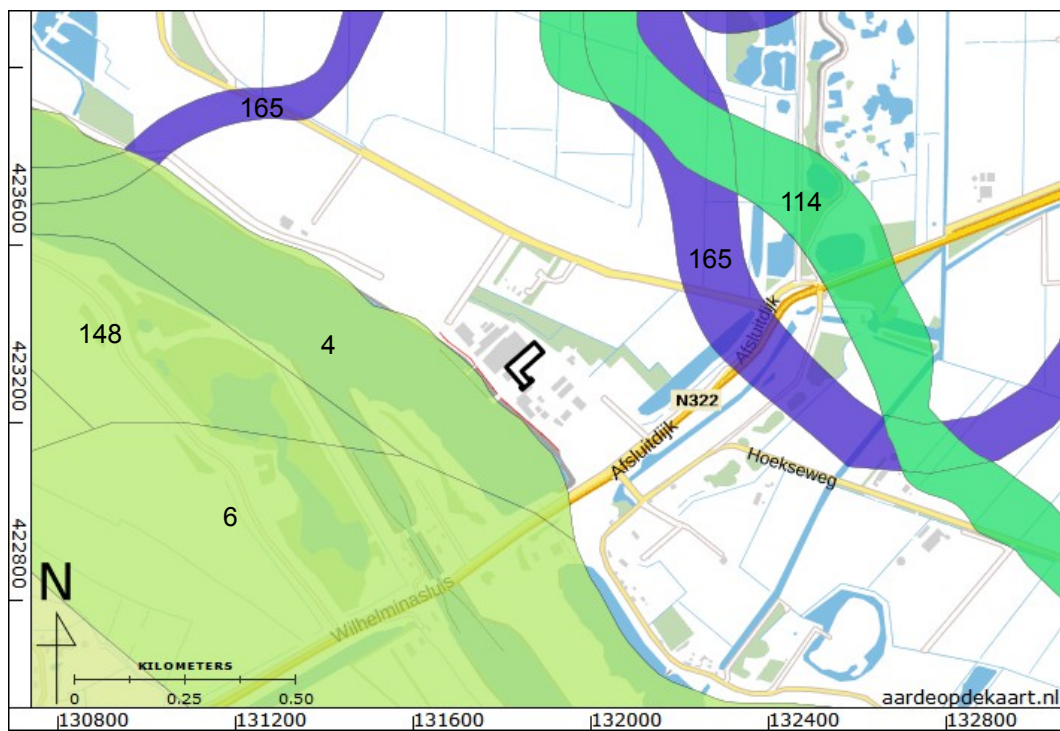 165
114
165
423600
148
4
423200
Afsluitdijk
N322
Afsluitdijk
Hoekseweg
6
422800
N
Wilhelminasluis
KILOMETERS
0 0.25 0.50
aardeopdekaart.nl
130800 131200 131600 132000 132400 132800